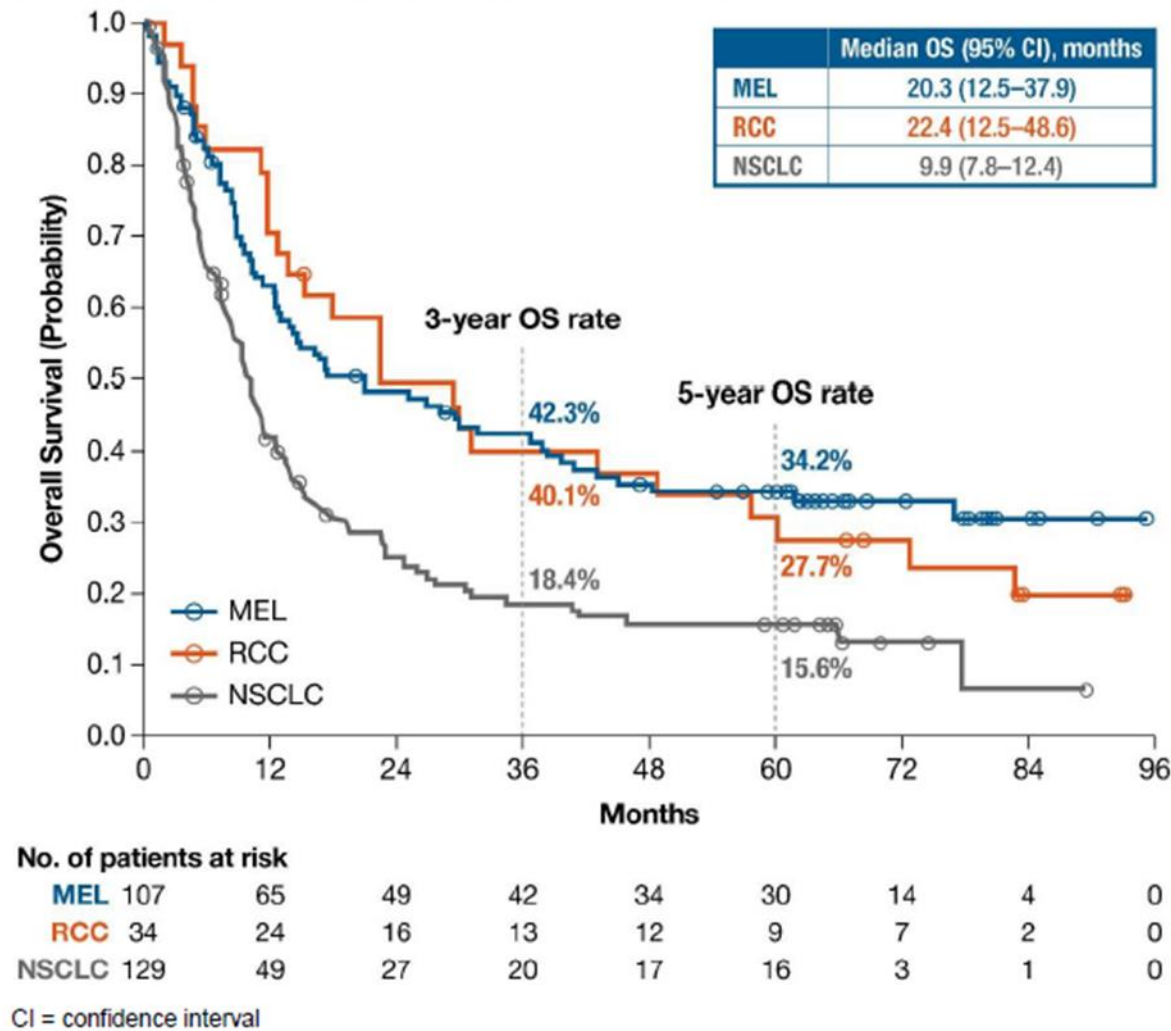 Median OS (95% CI), months
MEL 20.3 (12.5–37.9)
RCC 22.4 (12.5–48.6)
NSCLC 9.9 (7.8–12.4)
Overall Survival (Probability)
1.0
0.9
0.8
0.7
0.6
0.5
0.4
0.3
0.2
0.1
0.0
3-year OS rate
5-year OS rate
42.3%
40.1%
18.4%
34.2%
27.7%
15.6%
MEL
RCC
NSCLC
0 12 24 36 48 60 72 84 96
Months
No. of patients at risk
MEL 107 65 49 42 34 30 14 4 0
RCC 34 24 16 13 12 9 7 2 0
NSCLC 129 49 27 20 17 16 3 1 0
CI = confidence interval